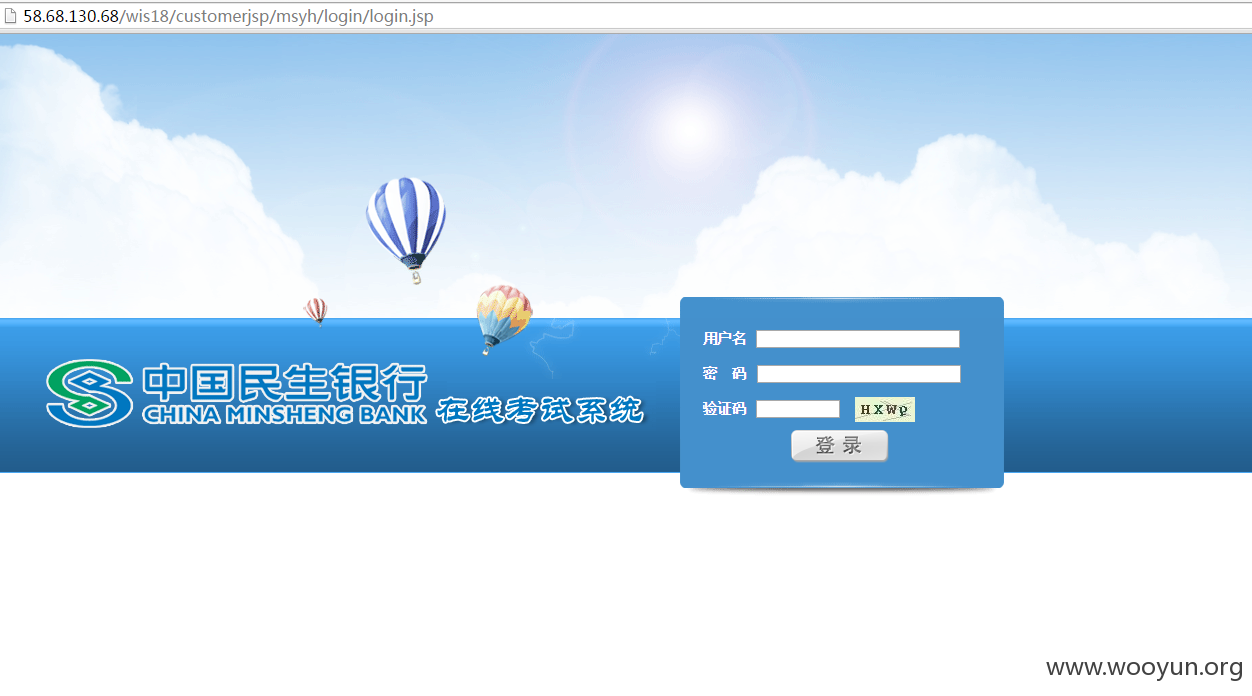 58.68.130.68/wis18/customerjsp/msyh/login/login.jsp
用户名
中国民生银行
CHINA MINSHENG BANK 在线考试系统
密 码
验证码 HXWp
登 录
www.wooyun.org